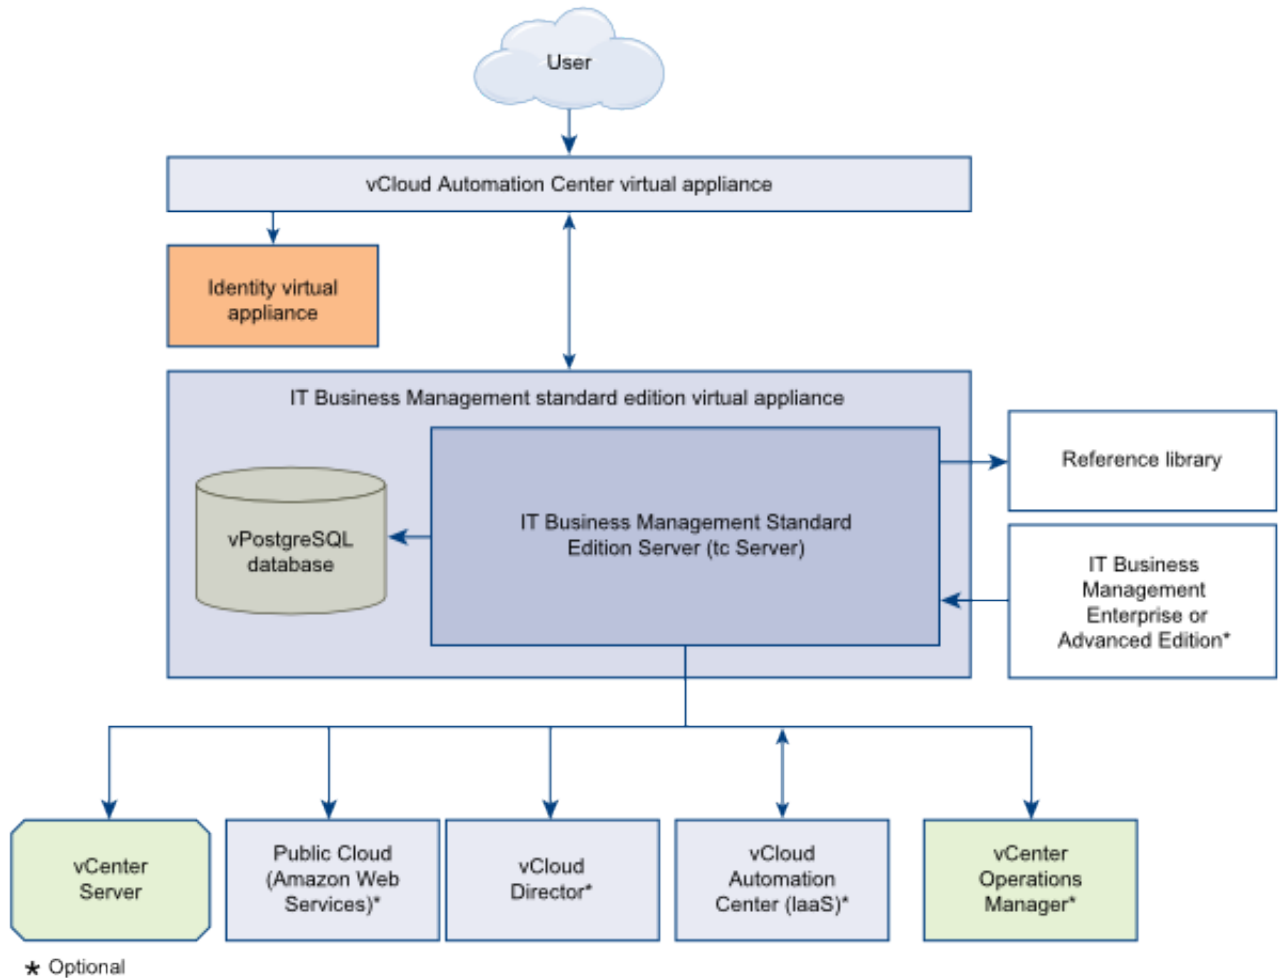 User
vCloud Automation Center virtual appliance
Identity virtual
appliance
IT Business Management standard edition virtual appliance
vPostgreSQL
database
IT Business Management Standard
Edition Server (tc Server)
Reference library
IT Business
Management
Enterprise or
Advanced Edition*
vCenter
Server
Public Cloud
(Amazon Web
Services)*
vCloud
Director*
vCloud
Automation
Center (IaaS)*
vCenter
Operations
Manager*
* Optional